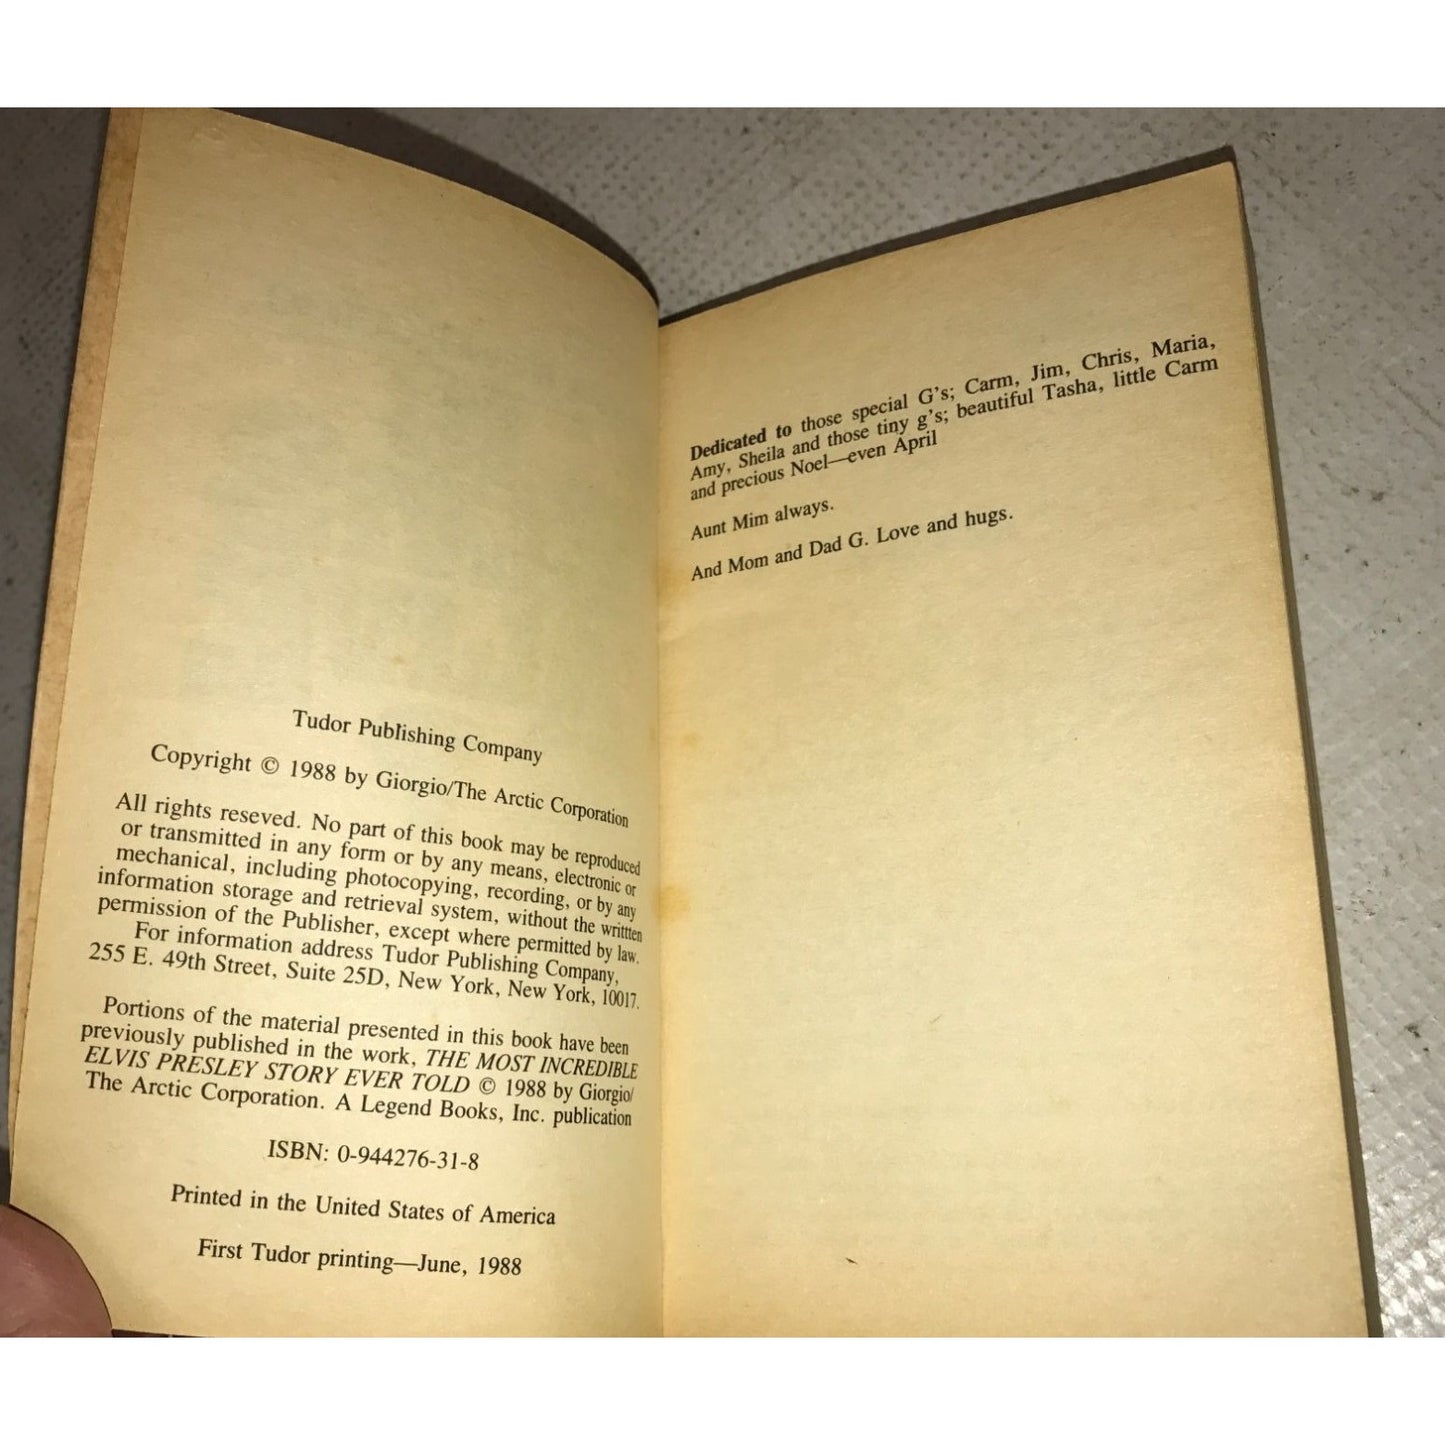 Tudor Publishing Company
Copyright © 1988 by Giorgio/The Arctic Corporation
All rights reseved. No part of this book may be reproduced
or transmitted in any form or by any means, electronic or
mechanical, including photocopying, recording, or by any
information storage and retrieval system, without the writtten
permission of the Publisher, except where permitted by law.
For information address Tudor Publishing Company,
255 E. 49th Street, Suite 25D, New York, New York, 10017.
Portions of the material presented in this book have been
previously published in the work, THE MOST INCREDIBLE
ELVIS PRESLEY STORY EVER TOLD © 1988 by Giorgio/
The Arctic Corporation. A Legend Books, Inc. publication
ISBN: 0-944276-31-8
Printed in the United States of America
First Tudor printing—June, 1988
Dedicated to those special G's; Carm, Jim, Chris, Maria,
Amy, Sheila and those tiny g's; beautiful Tasha, little Carm
and precious Noel—even April
Aunt Mim always.
And Mom and Dad G. Love and hugs.